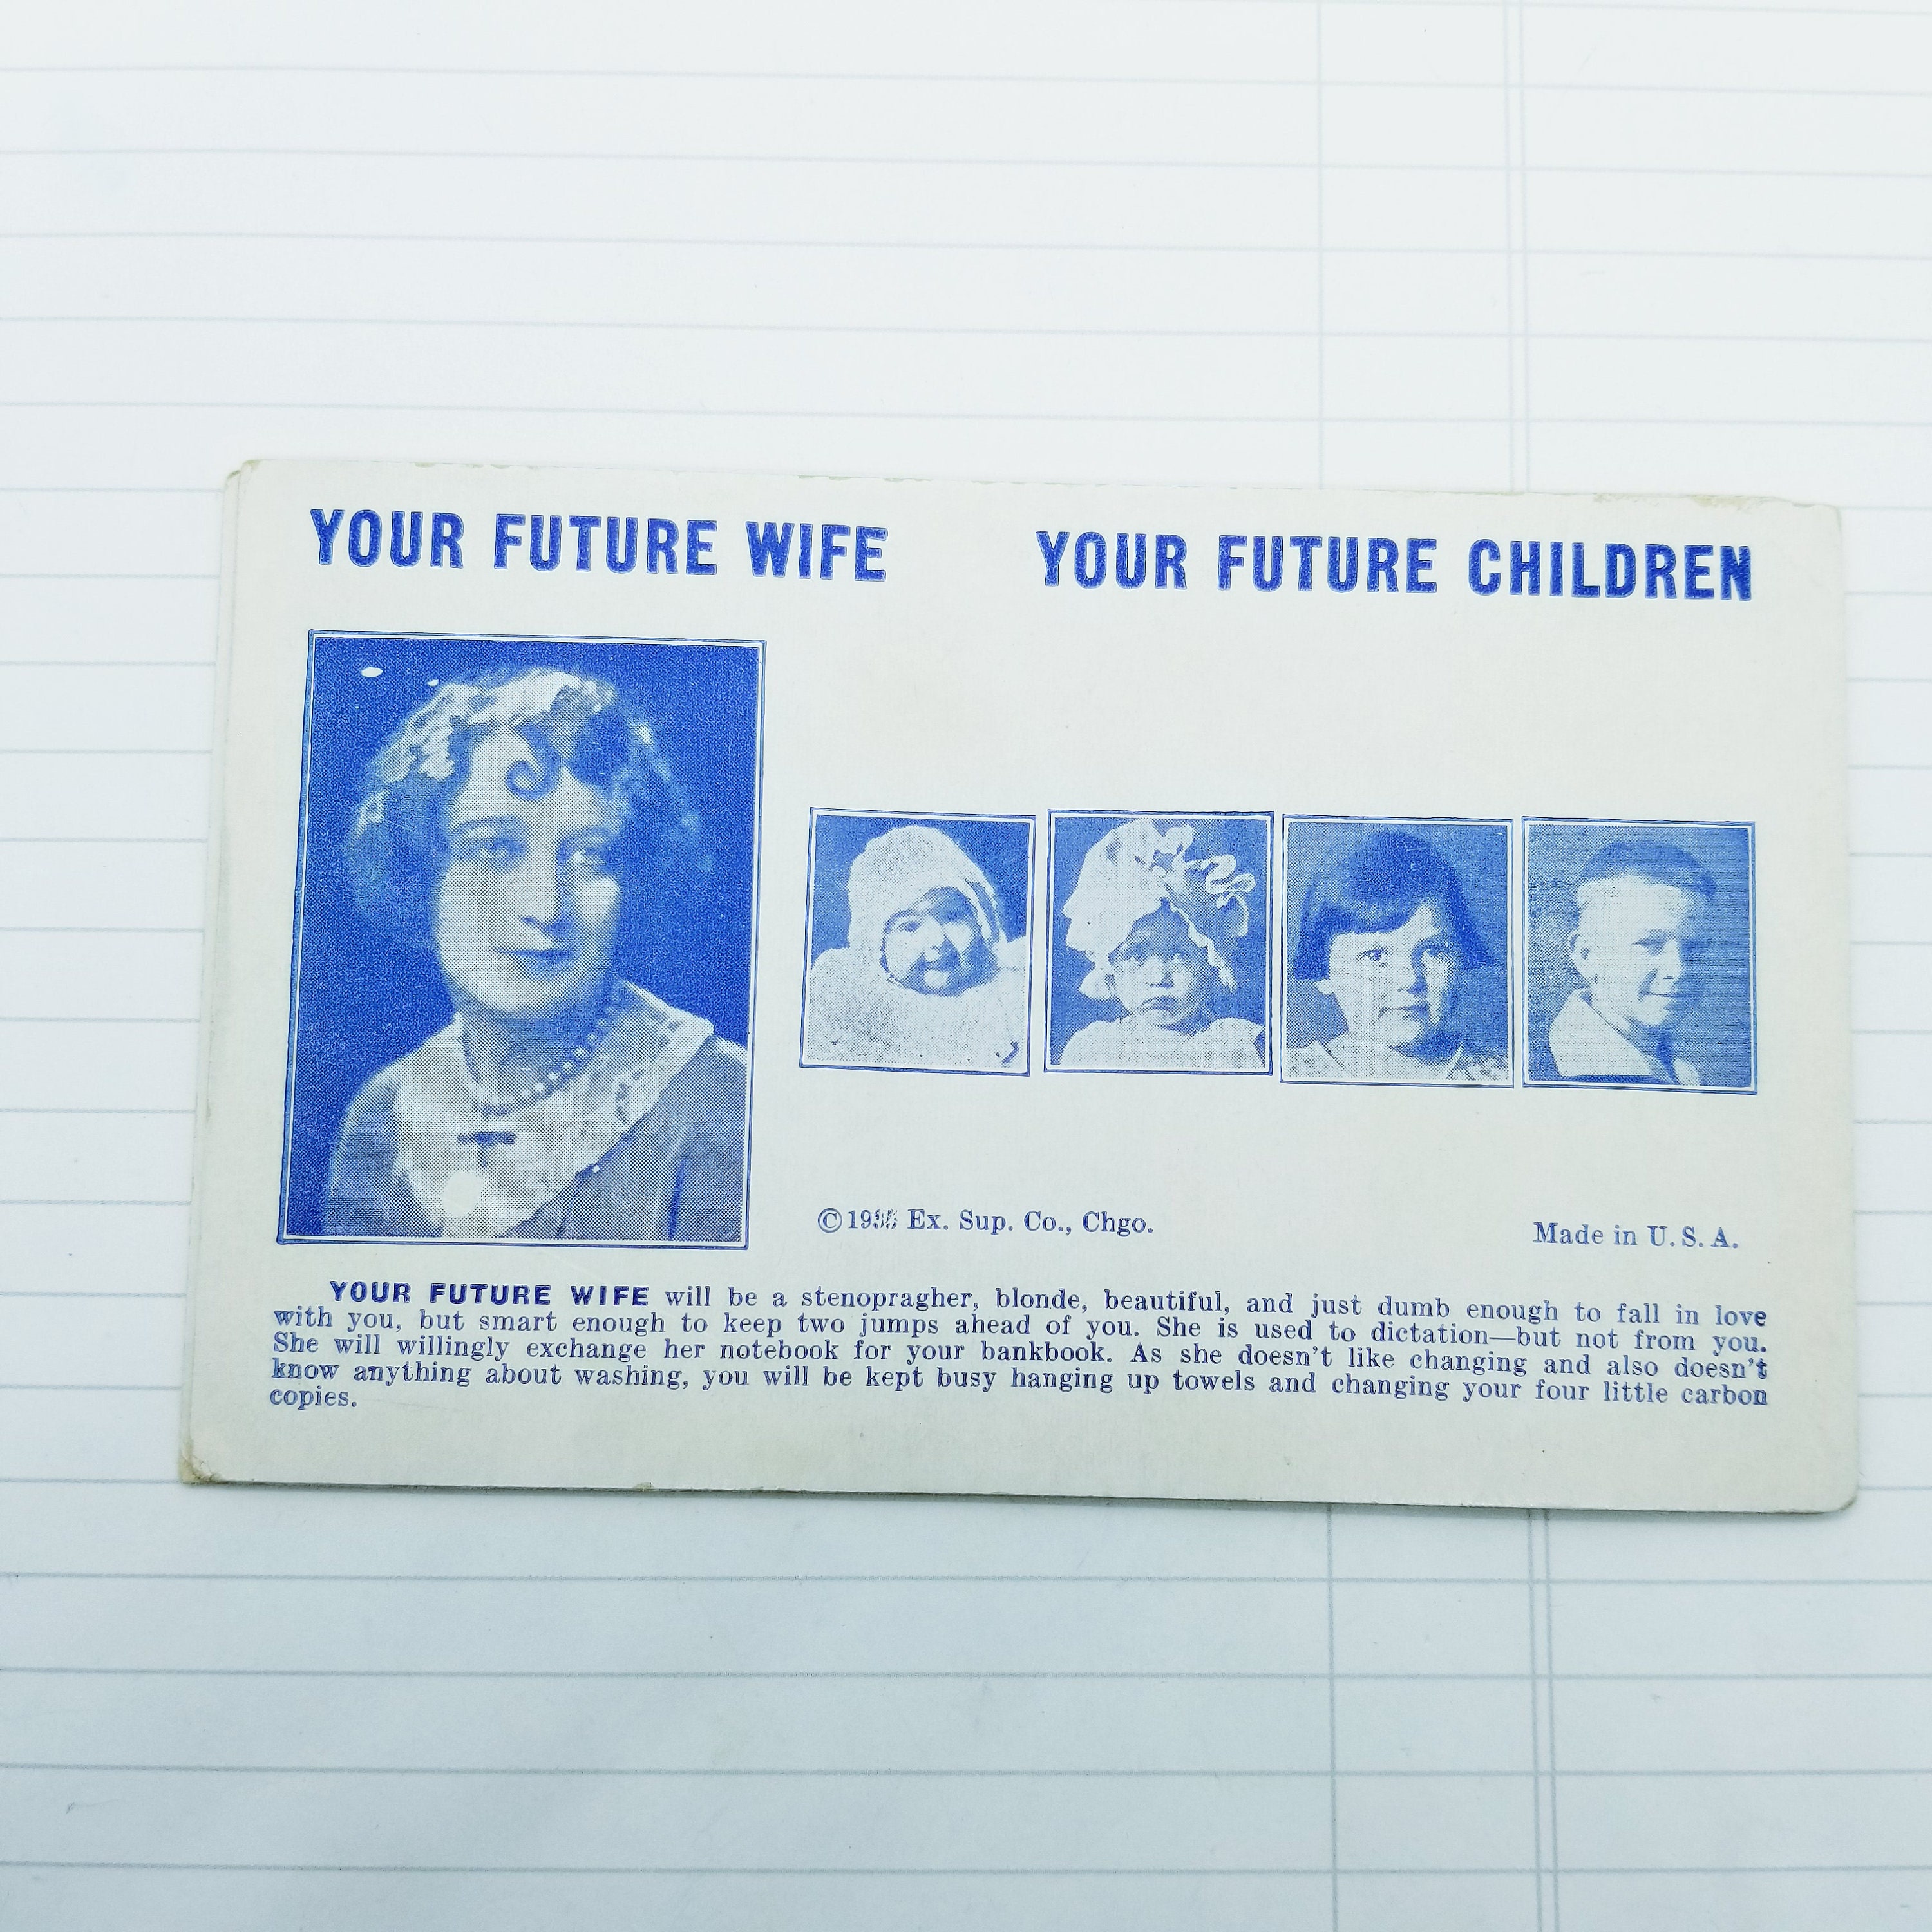 YOUR FUTURE WIFE
YOUR FUTURE CHILDREN
© Ex. Sup. Co., Chgo.
Made in U. S. A.
YOUR FUTURE WIFE will be a stenopragher, blonde, beautiful, and just dumb enough to fall in love
with you, but smart enough to keep two jumps ahead of you. She is used to dictation—but not from you.
She will willingly exchange her notebook for your bankbook. As she doesn't like changing and also doesn't
know anything about washing, you will be kept busy hanging up towels and changing your four little carbon
copies.